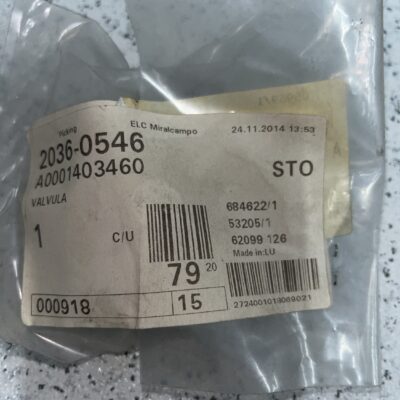 Picking
ELC Miralcampo
24.11.2014 13:53
2036-0546
A0001403460
STO
VALVULA
1
C/U
684622/1
53205/1
62099 126
79 20
Made in:LU
000918
15
2724001019069021